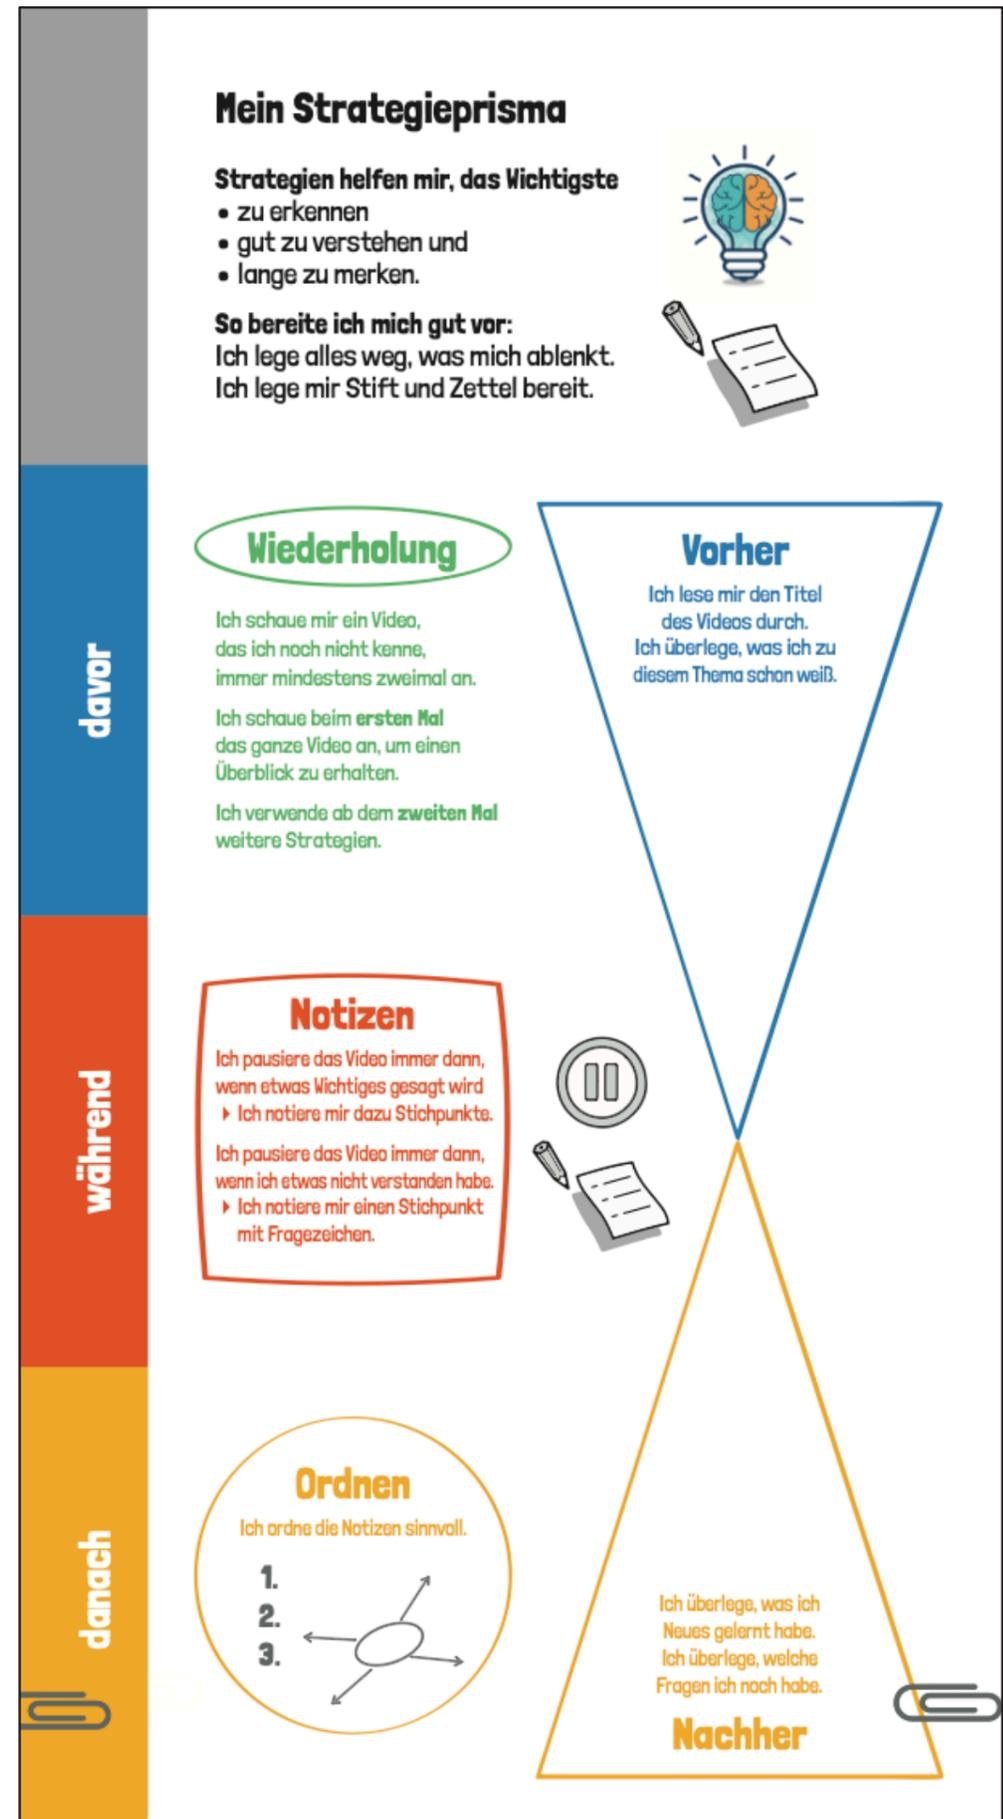 Mein Strategieprisma
Strategien helfen mir, das Wichtigste
• zu erkennen
• gut zu verstehen und
• lange zu merken.
So bereite ich mich gut vor:
Ich lege alles weg, was mich ablenkt.
Ich lege mir Stift und Zettel bereit.
davor
Wiederholung
Ich schaue mir ein Video,
das ich noch nicht kenne,
immer mindestens zweimal an.
Ich schaue beim ersten Mal
das ganze Video an, um einen
Überblick zu erhalten.
Ich verwende ab dem zweiten Mal
weitere Strategien.
Vorher
Ich lese mir den Titel
des Videos durch.
Ich überlege, was ich zu
diesem Thema schon weiß.
während
Notizen
Ich pausiere das Video immer dann,
wenn etwas Wichtiges gesagt wird
▸ Ich notiere mir dazu Stichpunkte.
Ich pausiere das Video immer dann,
wenn ich etwas nicht verstanden habe.
▸ Ich notiere mir einen Stichpunkt
mit Fragezeichen.
danach
Ordnen
Ich ordne die Notizen sinnvoll.
1.
2.
3.
Ich überlege, was ich
Neues gelernt habe.
Ich überlege, welche
Fragen ich noch habe.
Nachher